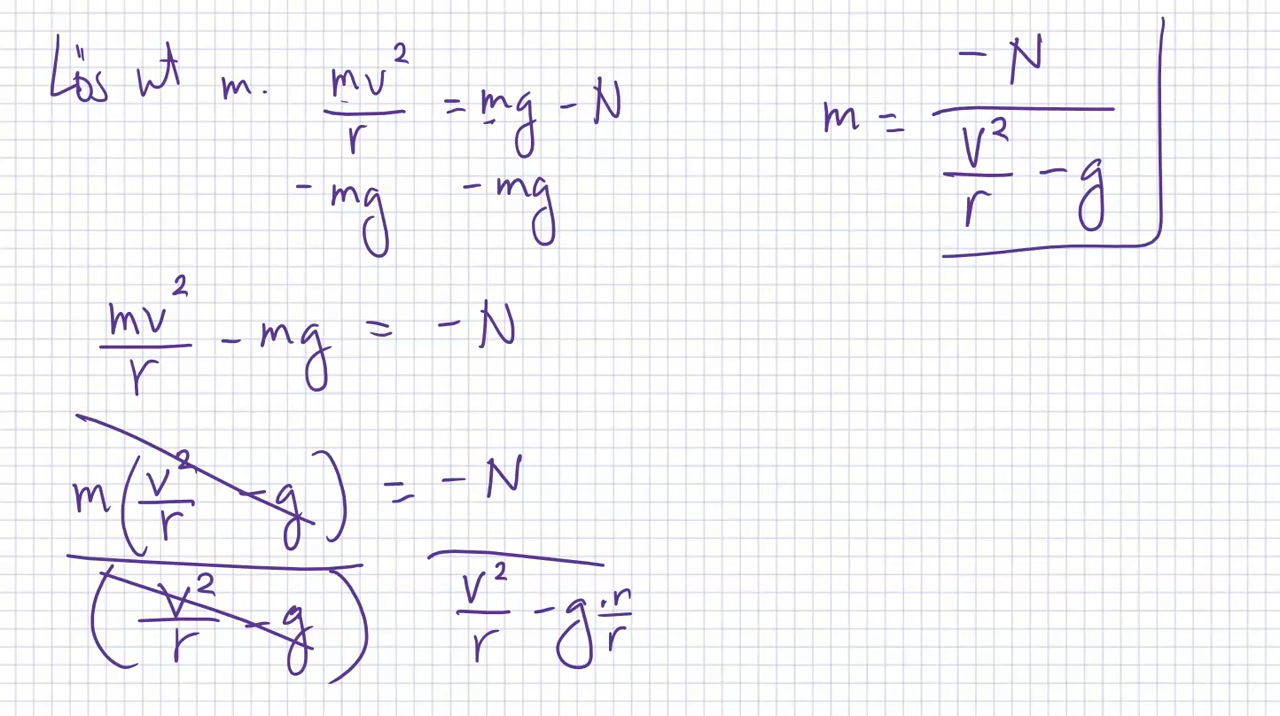 Lös ut m. mv²/r = mg - N
- mg - mg
mv²/r - mg = - N
m(v²/r - g) = - N
(v²/r - g) v²/r - g·r/r
m = - N/(v²/r - g)